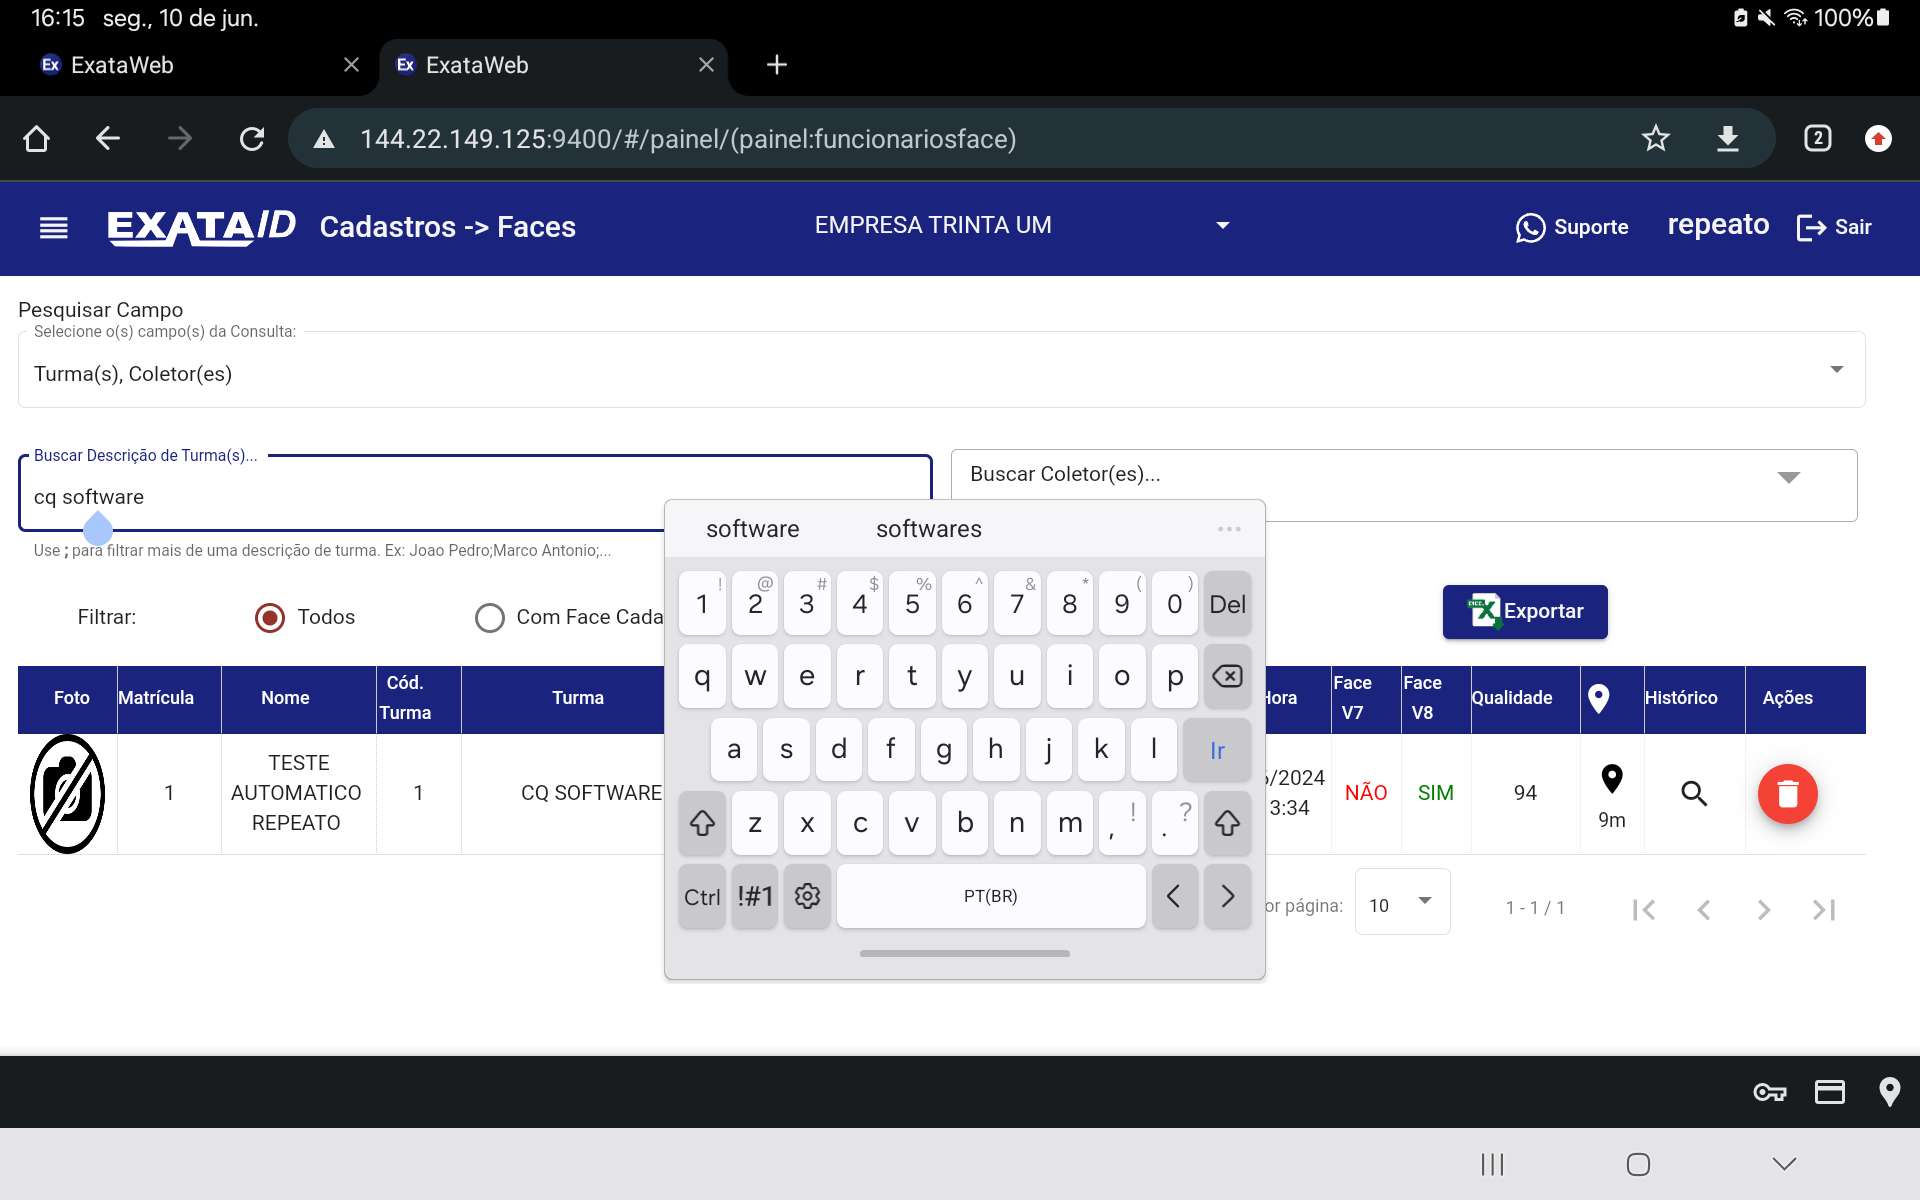 16:15 seg., 10 de jun.
100%
Ex ExataWeb
Ex ExataWeb
144.22.149.125:9400/#/painel/(painel:funcionariosface)
2
EXATA/ID Cadastros -> Faces
EMPRESA TRINTA UM
Suporte
repeato
Sair
Pesquisar Campo
Selecione o(s) campo(s) da Consulta:
Turma(s), Coletor(es)
Buscar Descrição de Turma(s)...
cq software
Buscar Coletor(es)...
Use ; para filtrar mais de uma descrição de turma. Ex: Joao Pedro;Marco Antonio;...
Filtrar:
Todos
Com Face Cada
Exportar
Foto Matrícula Nome Cód. Turma Turma
Hora Face V7 Face V8 Qualidade Histórico Ações
1
TESTE AUTOMATICO REPEATO
1
CQ SOFTWARE
/2024
3:34
NÃO
SIM
94
9m
or página:
10
1 - 1 / 1
software softwares
1 ! 2 @ 3 # 4 $ 5 % 6 ^ 7 & 8 * 9 ( 0 ) Del
q w e r t y u i o p
a s d f g h j k l Ir
z x c v b n m , ! . ?
Ctrl !#1 PT(BR) < >